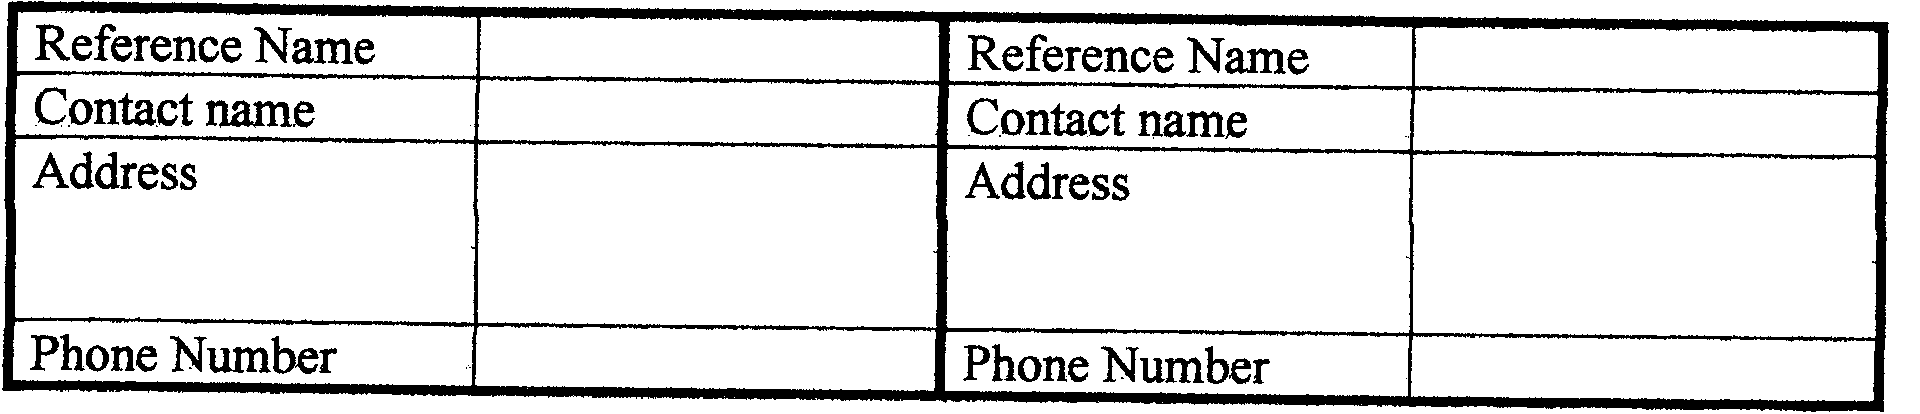 Reference Name Reference Name
Contact name Contact name
Address Address
Phone Number Phone Number